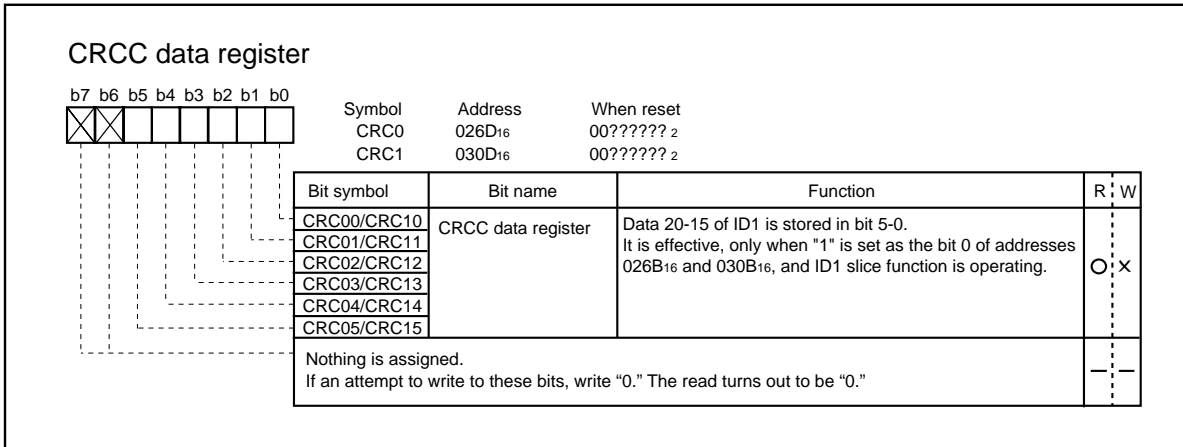 CRCC data register
b7 b6 b5 b4 b3 b2 b1 b0
Symbol Address When reset
CRC0 026D16 00??????2
CRC1 030D16 00??????2
Bit symbol Bit name Function R W
CRC00/CRC10 CRCC data register Data 20-15 of ID1 is stored in bit 5-0.
CRC01/CRC11 It is effective, only when "1" is set as the bit 0 of addresses
CRC02/CRC12 026B16 and 030B16, and ID1 slice function is operating. O ×
CRC03/CRC13
CRC04/CRC14
CRC05/CRC15
Nothing is assigned.
If an attempt to write to these bits, write “0.” The read turns out to be “0.” – –